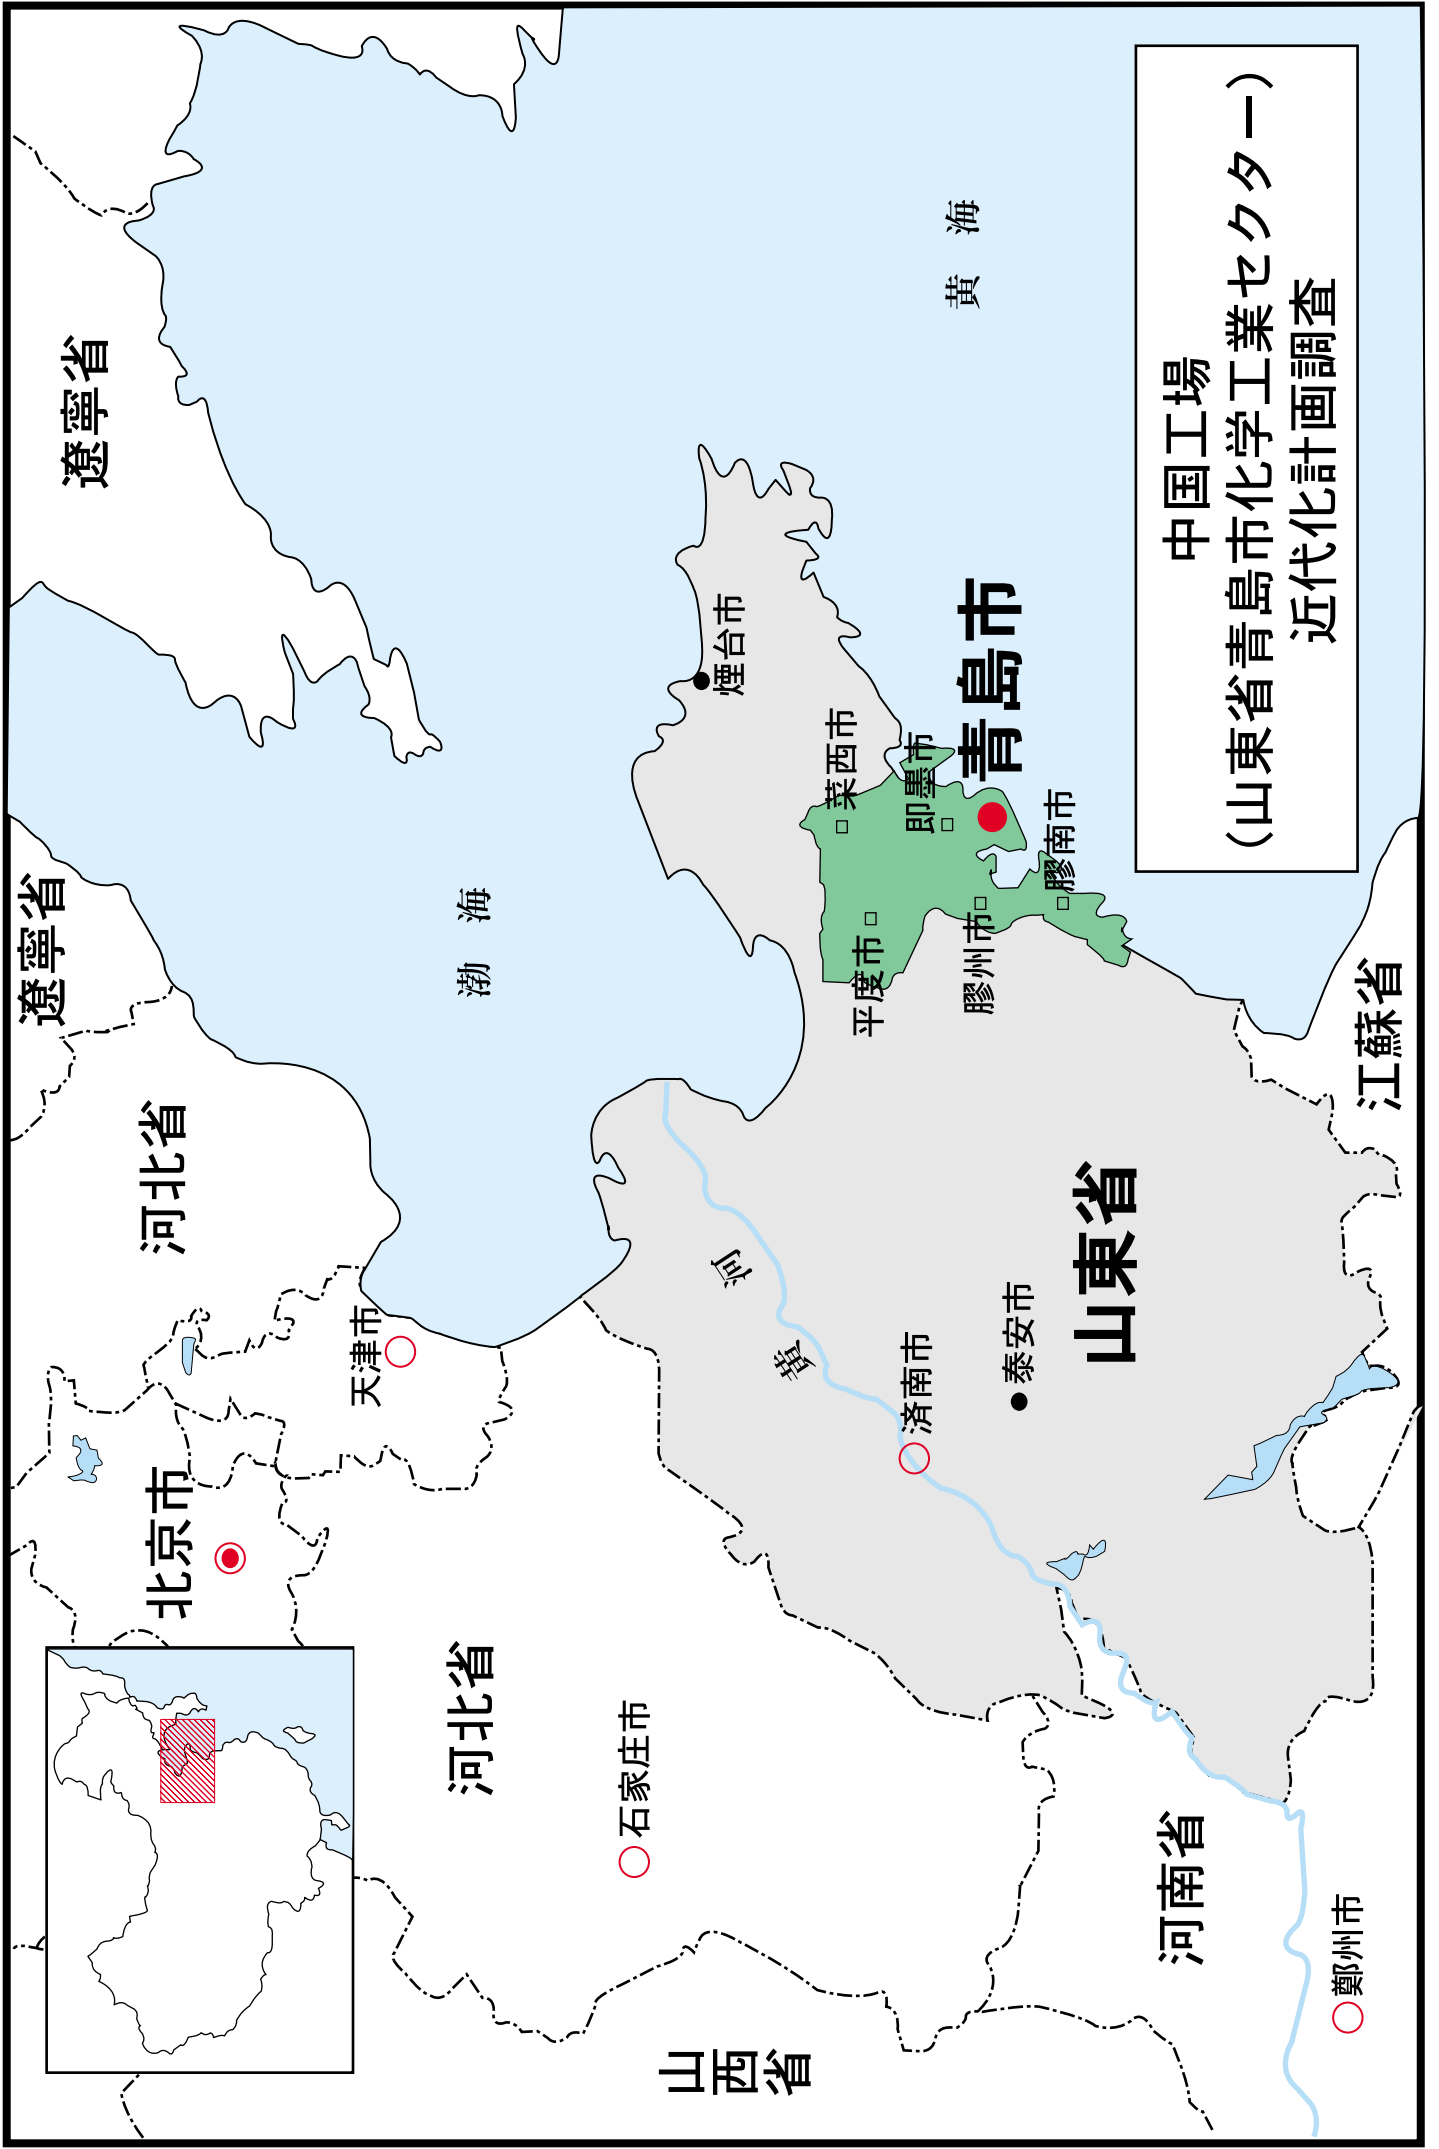 中国工場
（山東省青島市化学工業セクター）
近代化計画調査
遼寧省
遼寧省
河北省
北京市
天津市
渤海
黄海
河北省
石家庄市
山西省
煙台市
莱西市
即墨市
青島市
膠南市
平度市
膠州市
黄河
済南市
泰安市
山東省
江蘇省
河南省
鄭州市